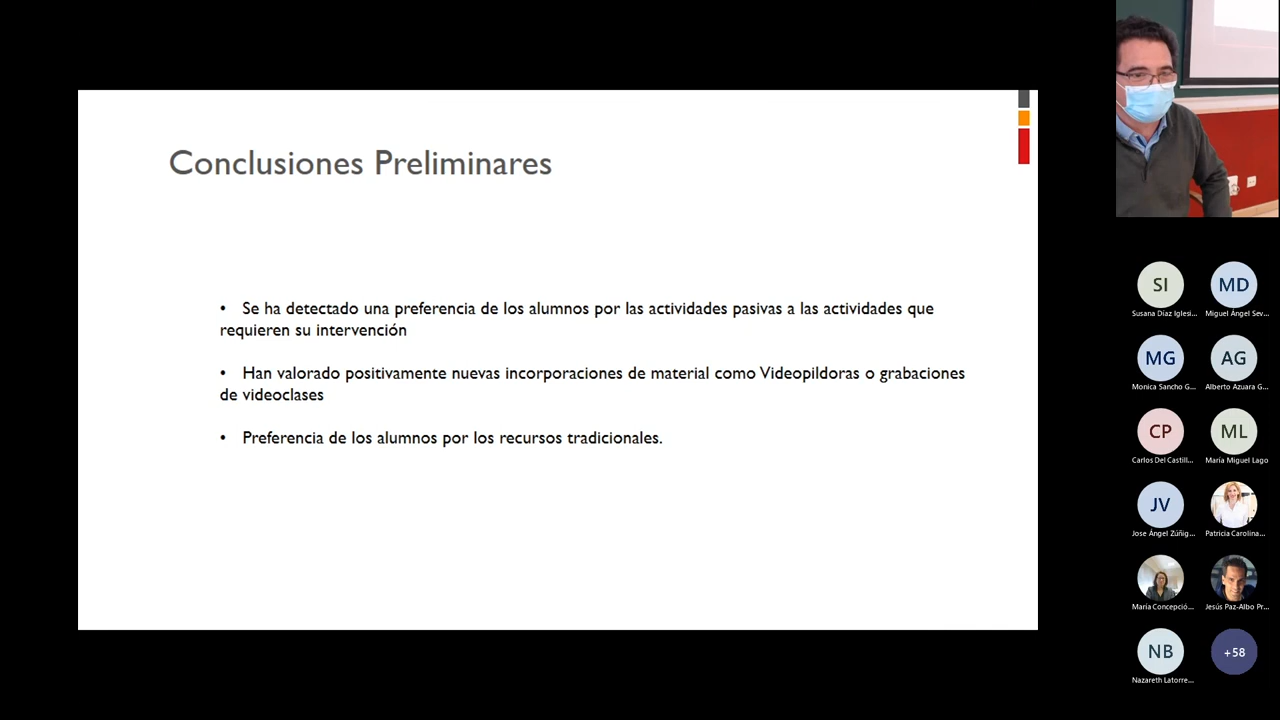 Conclusiones Preliminares
• Se ha detectado una preferencia de los alumnos por las actividades pasivas a las actividades que
requieren su intervención
• Han valorado positivamente nuevas incorporaciones de material como Videopildoras o grabaciones
de videoclases
• Preferencia de los alumnos por los recursos tradicionales.
SI
MD
Susana Díaz Iglesi...
Miguel Ángel Sev...
MG
AG
Monica Sancho G...
Alberto Azuara G...
CP
ML
Carlos Del Castill...
María Miguel Lago
JV
Jose Ángel Zúñig...
Patricia Carolina...
María Concepció...
Jesús Paz-Albo Pr...
NB
+58
Nazareth Latorre...